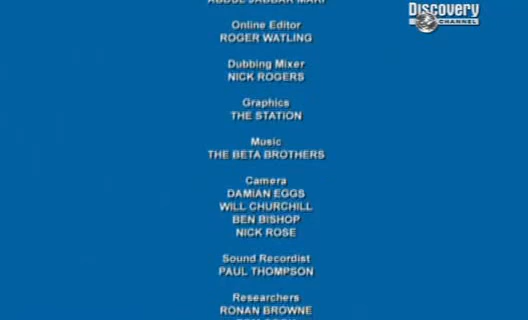 Discovery
CHANNEL
Online Editor
ROGER WATLING
Dubbing Mixer
NICK ROGERS
Graphics
THE STATION
Music
THE BETA BROTHERS
Camera
DAMIAN EGGS
WILL CHURCHILL
BEN BISHOP
NICK ROSE
Sound Recordist
PAUL THOMPSON
Researchers
RONAN BROWNE